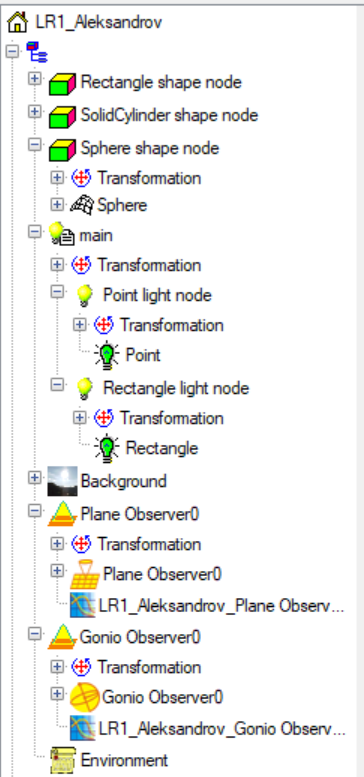 LR1_Aleksandrov
Rectangle shape node
SolidCylinder shape node
Sphere shape node
Transformation
Sphere
main
Transformation
Point light node
Transformation
Point
Rectangle light node
Transformation
Rectangle
Background
Plane Observer0
Transformation
Plane Observer0
LR1_Aleksandrov_Plane Observ...
Gonio Observer0
Transformation
Gonio Observer0
LR1_Aleksandrov_Gonio Observ...
Environment